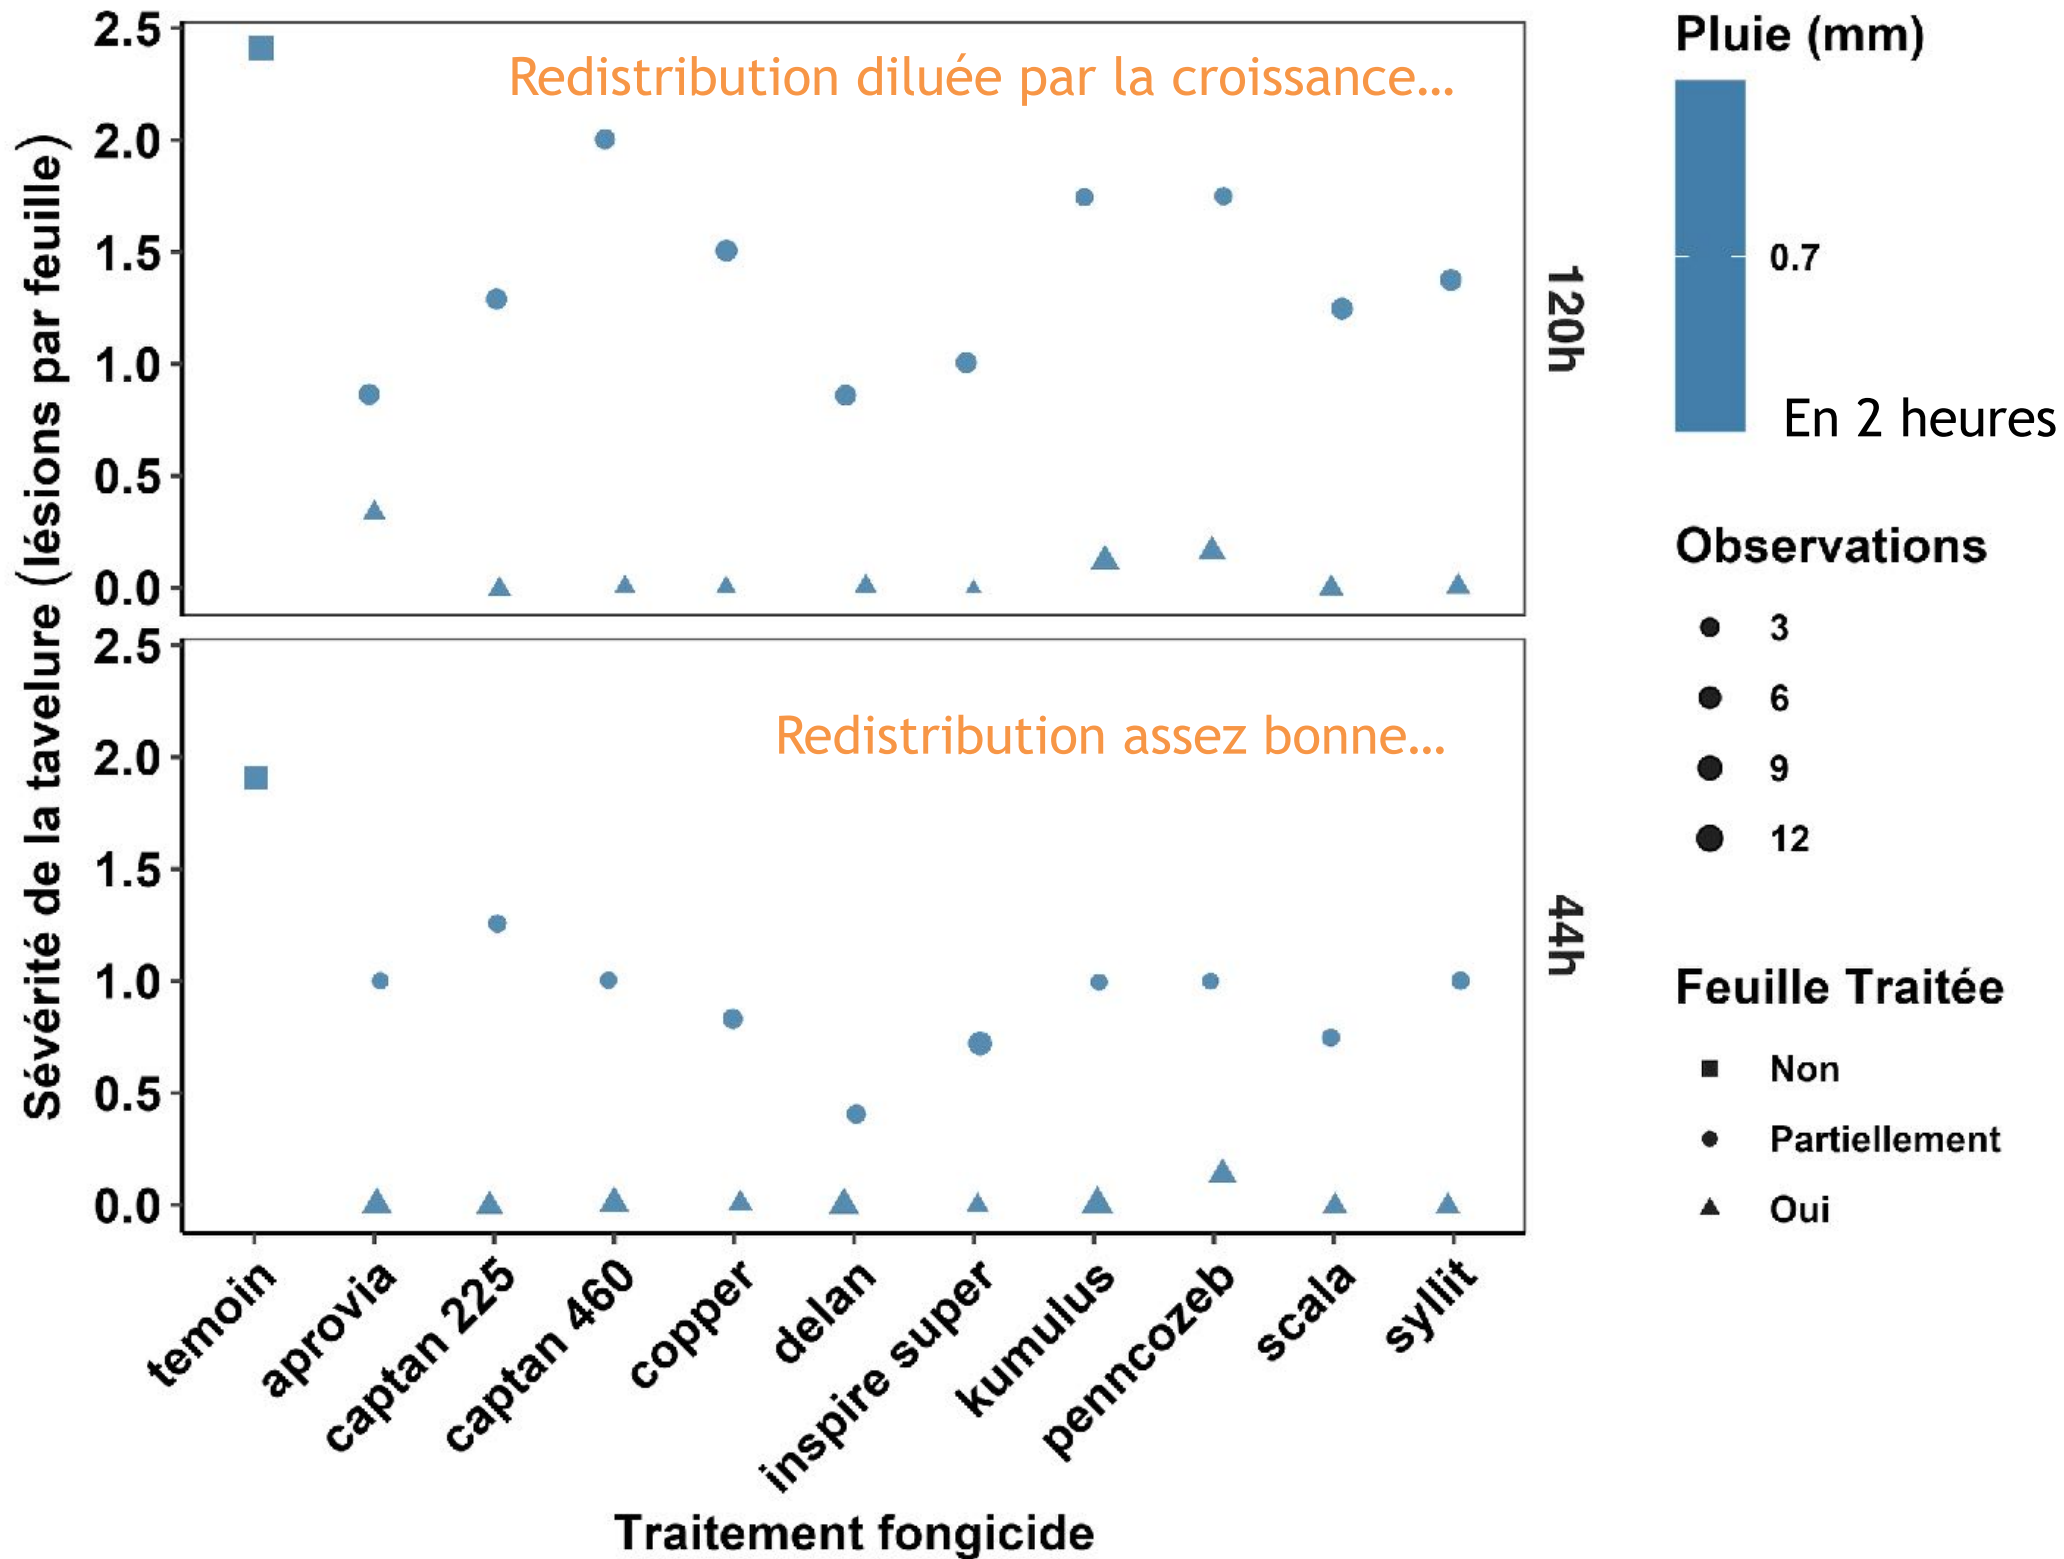 Sévérité de la tavelure (lésions par feuille)
2.5
2.0
1.5
1.0
0.5
0.0
Redistribution diluée par la croissance...
120h
2.5
2.0
1.5
1.0
0.5
0.0
Redistribution assez bonne...
44h
temoin
aprovia
captan 225
captan 460
copper
delan
inspire super
kumulus
penncozeb
scala
syllit
Traitement fongicide
Pluie (mm)
0.7
En 2 heures
Observations
3
6
9
12
Feuille Traitée
Non
Partiellement
Oui